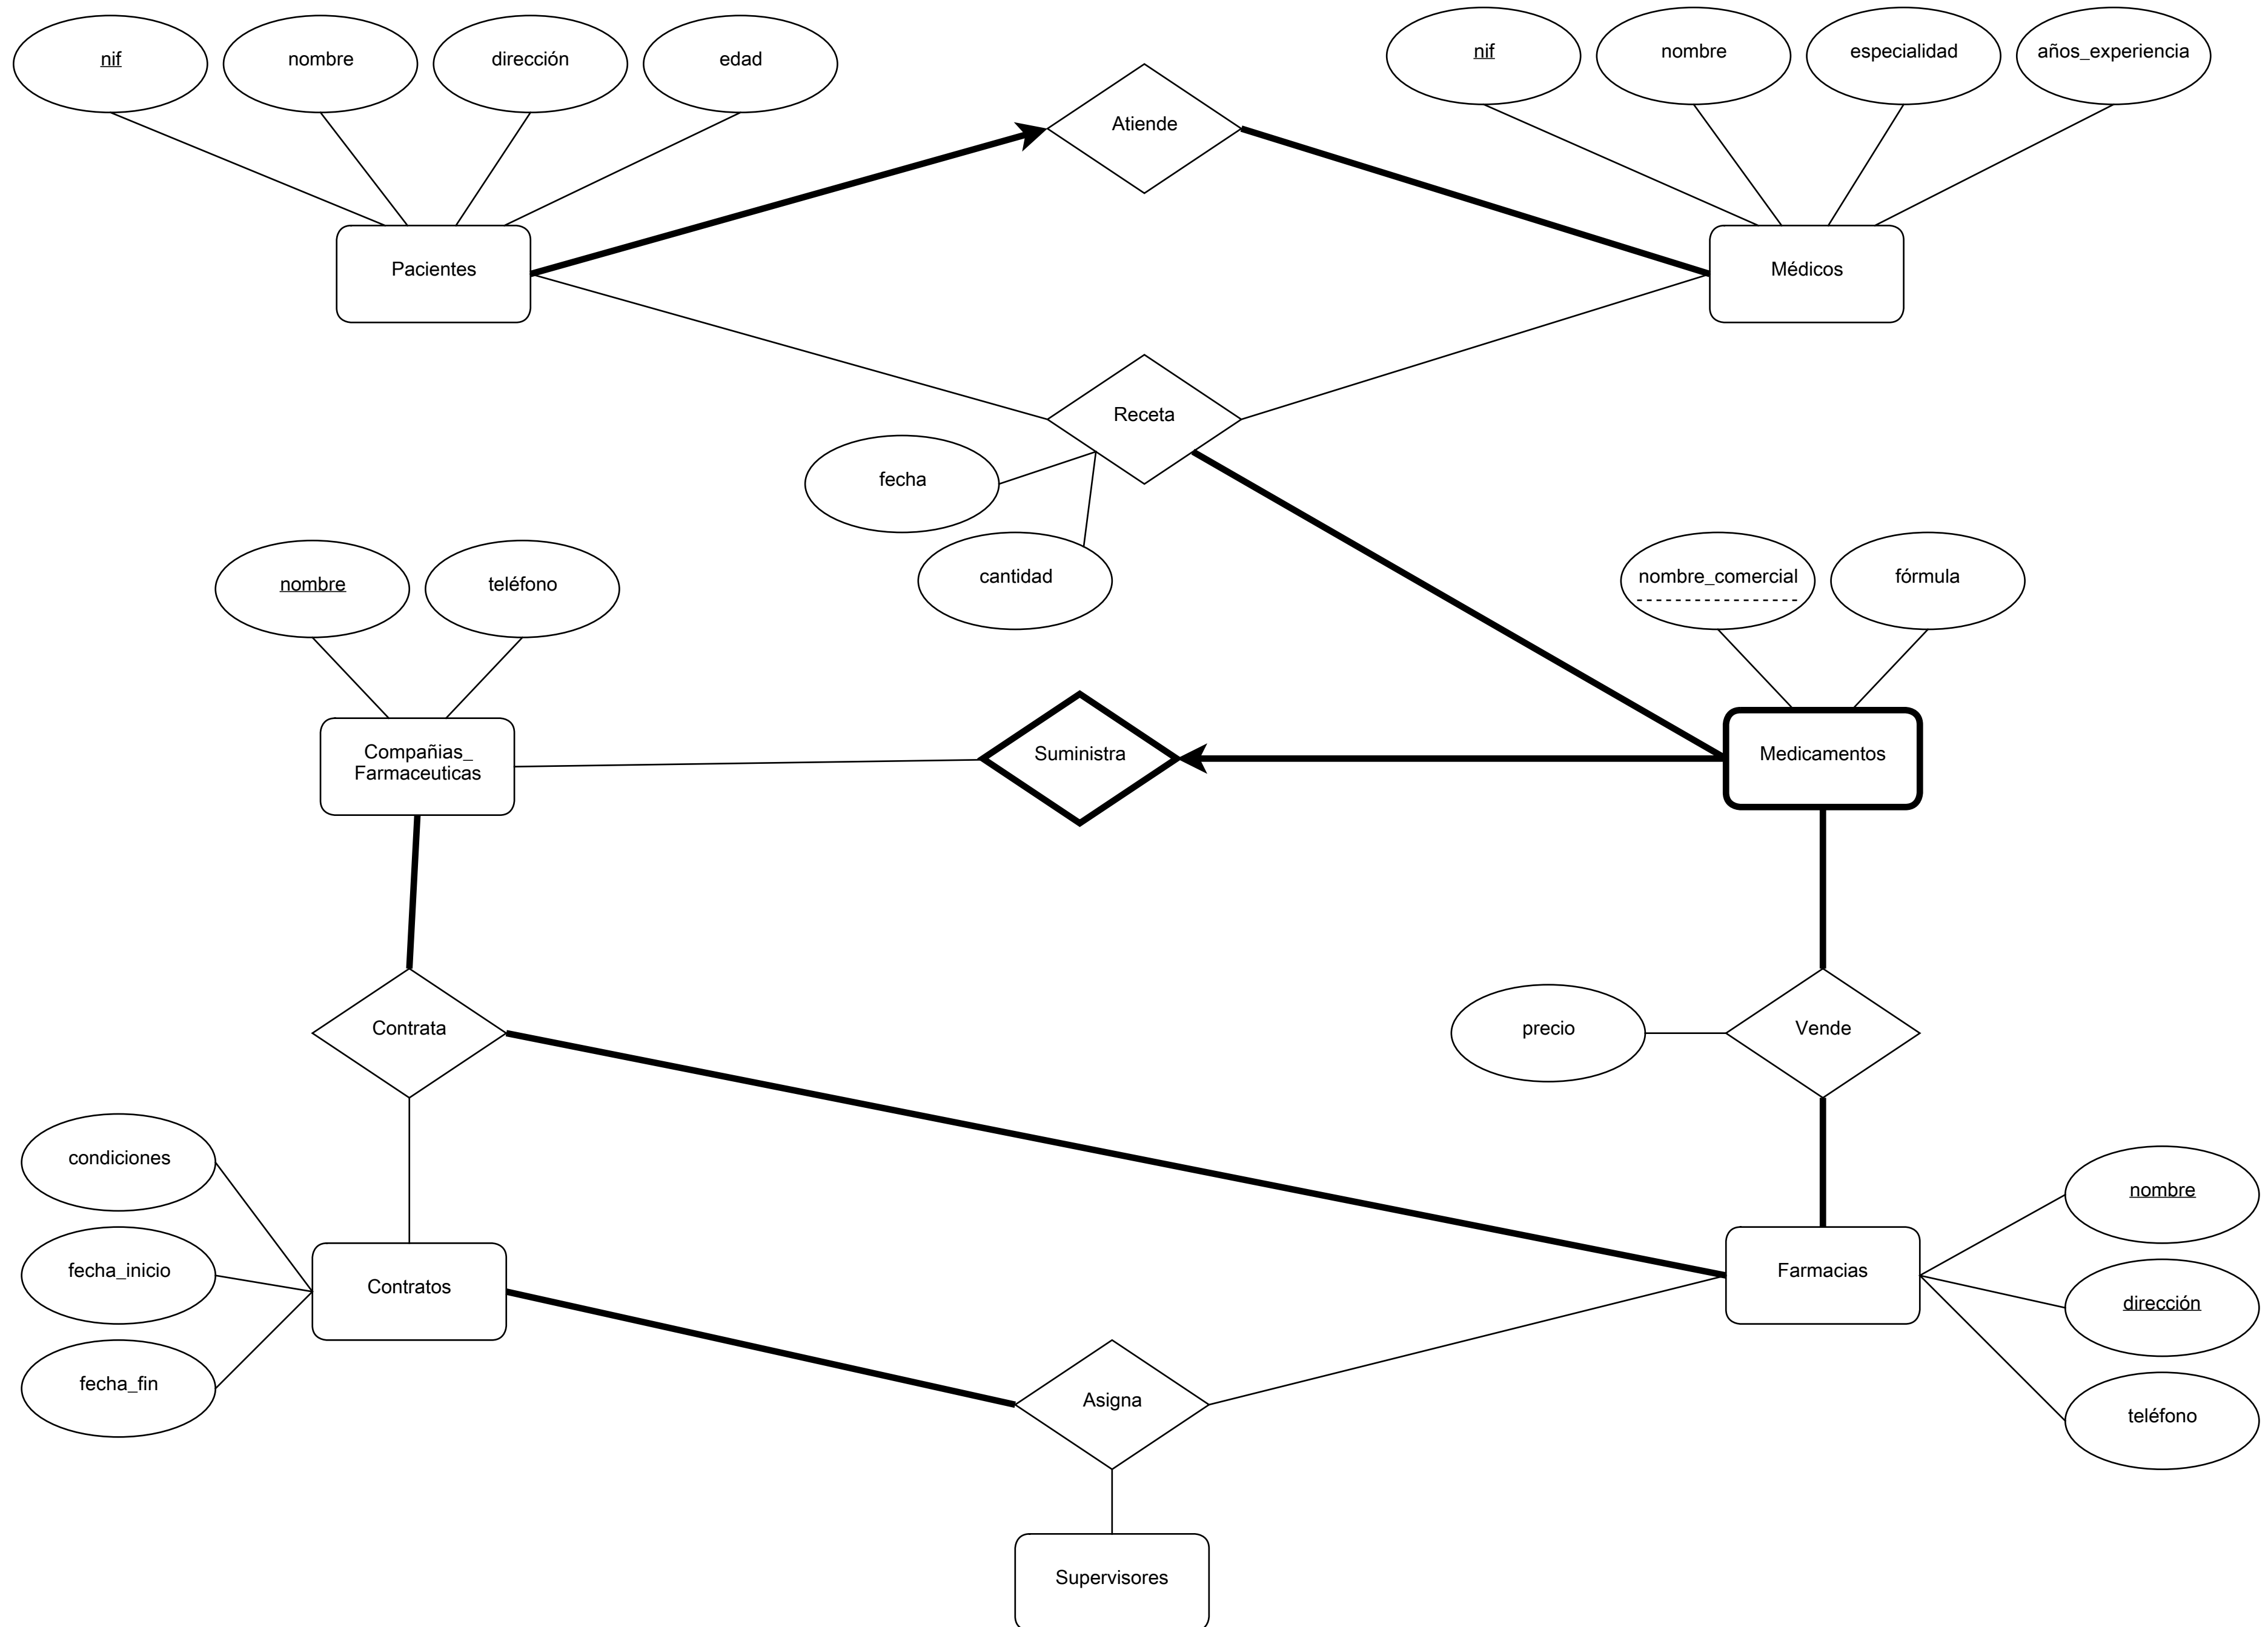 nif
nombre
dirección
edad
nif
nombre
especialidad
años_experiencia
Atiende
Pacientes
Médicos
Receta
fecha
cantidad
nombre
teléfono
nombre_comercial
fórmula
Compañias_
Farmaceuticas
Suministra
Medicamentos
Contrata
precio
Vende
condiciones
fecha_inicio
fecha_fin
Contratos
Farmacias
nombre
dirección
teléfono
Asigna
Supervisores